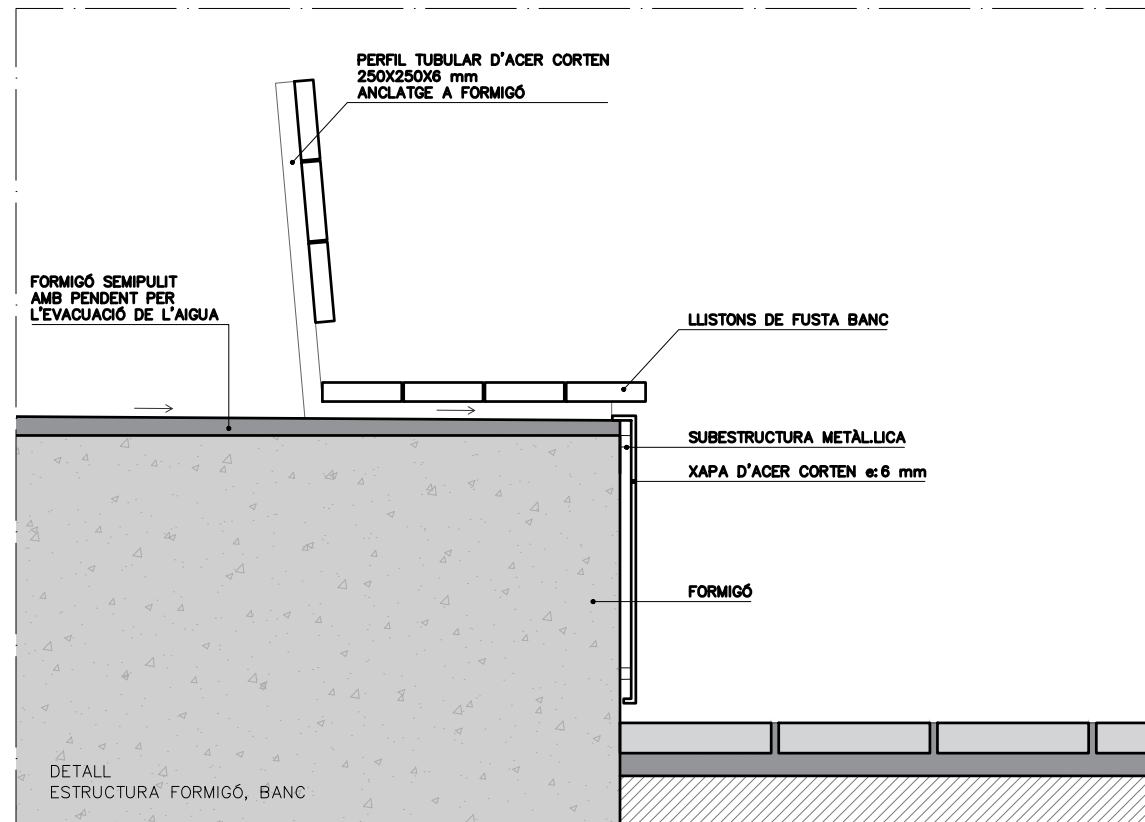 PERFIL TUBULAR D'ACER CORTEN
250X250X6 mm
ANCLATGE A FORMIGÓ
FORMIGÓ SEMIPULIT
AMB PENDENT PER
L'EVACUACIÓ DE L'AIGUA
LLISTONS DE FUSTA BANC
SUBESTRUCTURA METÀL.LICA
XAPA D'ACER CORTEN e:6 mm
FORMIGÓ
DETALL
ESTRUCTURA FORMIGÓ, BANC